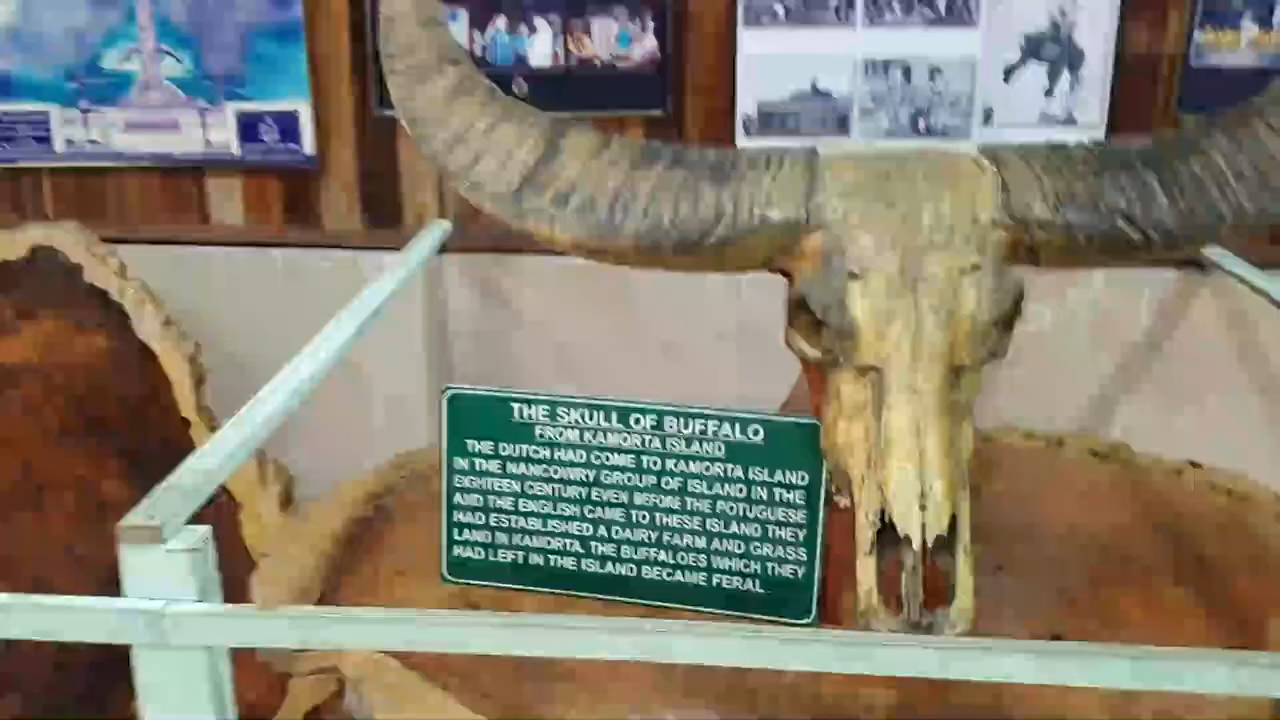 THE SKULL OF BUFFALO
FROM KAMORTA ISLAND
THE DUTCH HAD COME TO KAMORTA ISLAND
IN THE NANCOWRY GROUP OF ISLAND IN THE
EIGHTEEN CENTURY EVEN BEFORE THE POTUGUESE
AND THE ENGLISH CAME TO THESE ISLAND THEY
HAD ESTABLISHED A DAIRY FARM AND GRASS
LAND IN KAMORTA. THE BUFFALOES WHICH THEY
HAD LEFT IN THE ISLAND BECAME FERAL.